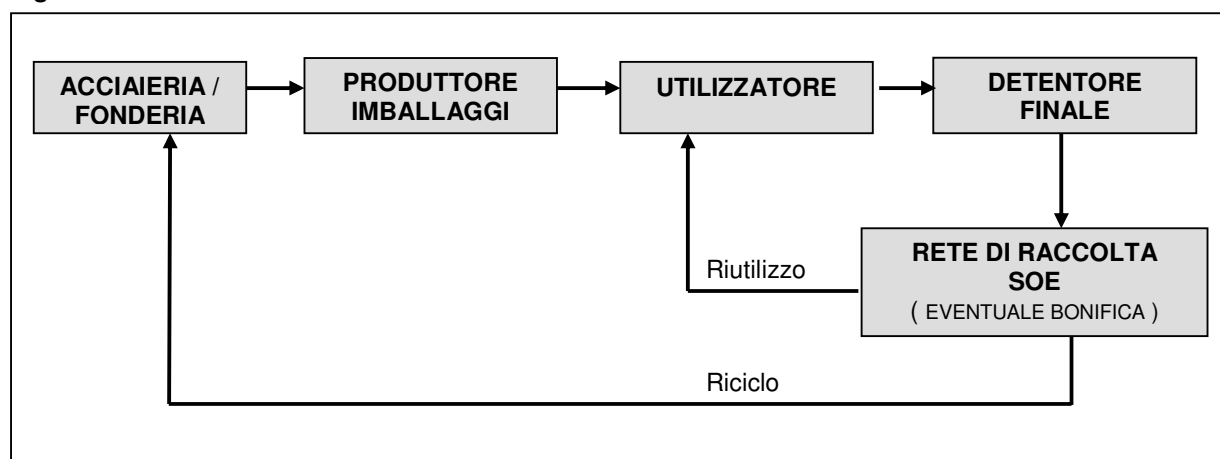 ACCIAIERIA /
FONDERIA
PRODUTTORE
IMBALLAGGI
UTILIZZATORE
DETENTORE
FINALE
RETE DI RACCOLTA
SOE
( EVENTUALE BONIFICA )
Riutilizzo
Riciclo